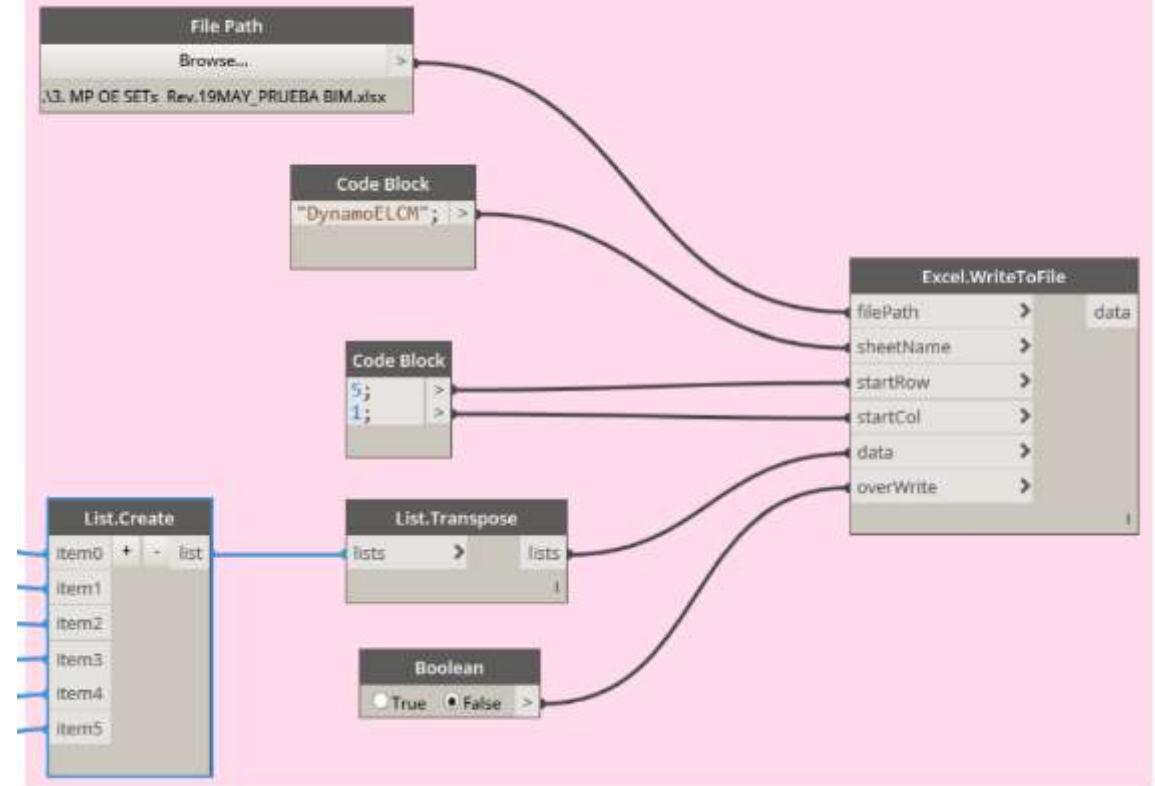 File Path
Browse... >
.\3. MP OE SETs Rev.19MAY_PRUEBA BIM.xlsx
Code Block
"DynamoELCM"; >
Excel.WriteToFile
filePath > data
sheetName >
startRow >
startCol >
data >
overWrite >
l
Code Block
5; >
1; >
List.Create
item0 + - list
item1
item2
item3
item4
item5
List.Transpose
lists > lists
l
Boolean
True False >